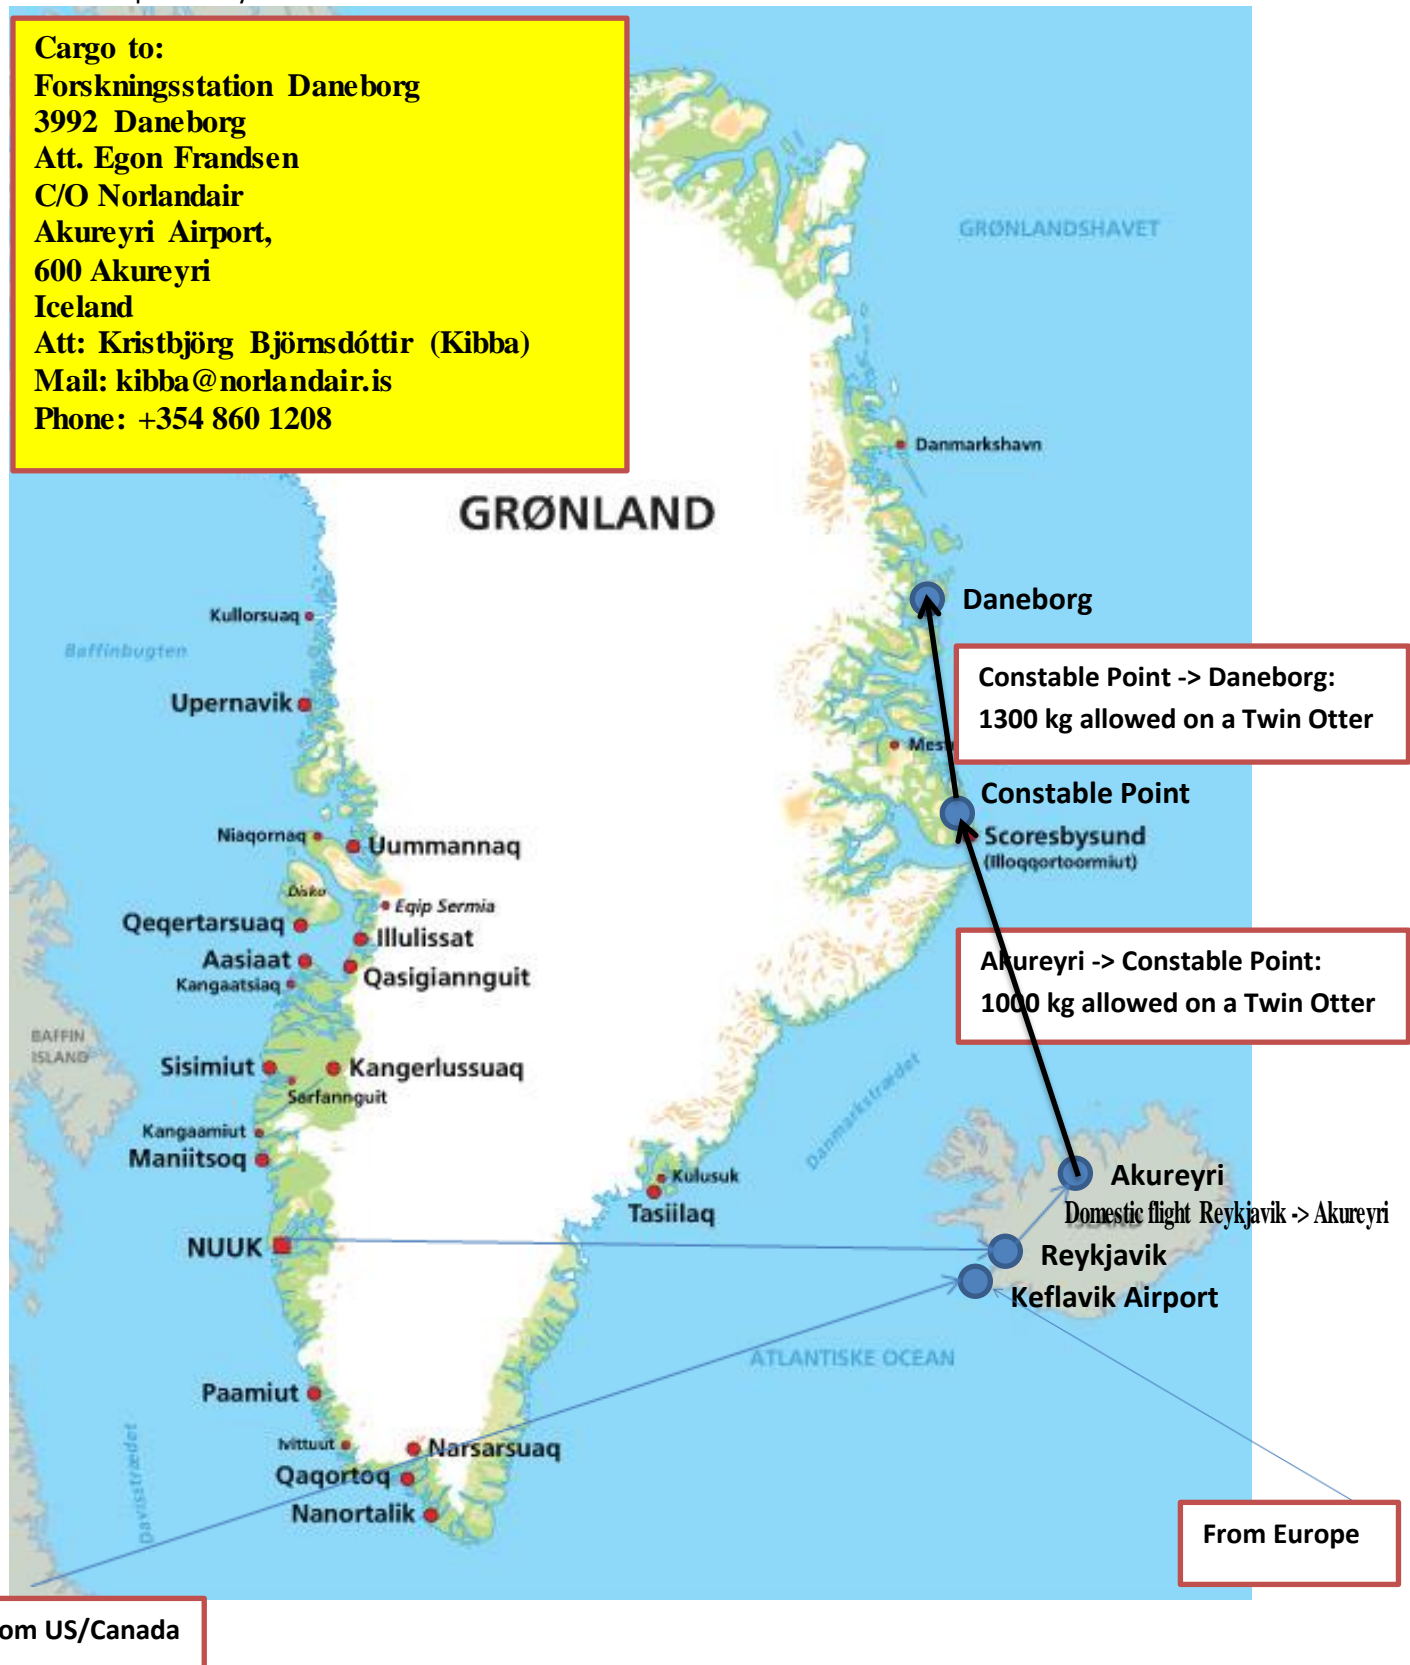 Cargo to:
Forskningsstation Daneborg
3992 Daneborg
Att. Egon Frandsen
C/O Norlandair
Akureyri Airport,
600 Akureyri
Iceland
Att: Kristbjörg Björnsdóttir (Kibba)
Mail: kibba@norlandair.is
Phone: +354 860 1208
GRØNLANDSHAVET
Danmarkshavn
GRØNLAND
Daneborg
Kullorsuaq
Baffinbugten
Constable Point -> Daneborg:
1300 kg allowed on a Twin Otter
Upernavik
Constable Point
Niaqornaq
Uummannaq
Scoresbysund
(Illoqqortoormiut)
Disko
Eqip Sermia
Qeqertarsuaq
Illulissat
Aasiaat
Kangaatsiaq
Qasigiannguit
Akureyri -> Constable Point:
1000 kg allowed on a Twin Otter
BAFFIN
ISLAND
Sisimiut
Kangerlussuaq
Sarfannguit
Danmarkstrædet
Kangaamiut
Maniitsoq
Kulusuk
Tasiilaq
Akureyri
ISLAND
Domestic flight Reykjavik -> Akureyri
NUUK
Reykjavik
Keflavik Airport
ATLANTISKE OCEAN
Paamiut
Davisstrædet
Ivittuut
Narsarsuaq
Qaqortoq
Nanortalik
From Europe
om US/Canada